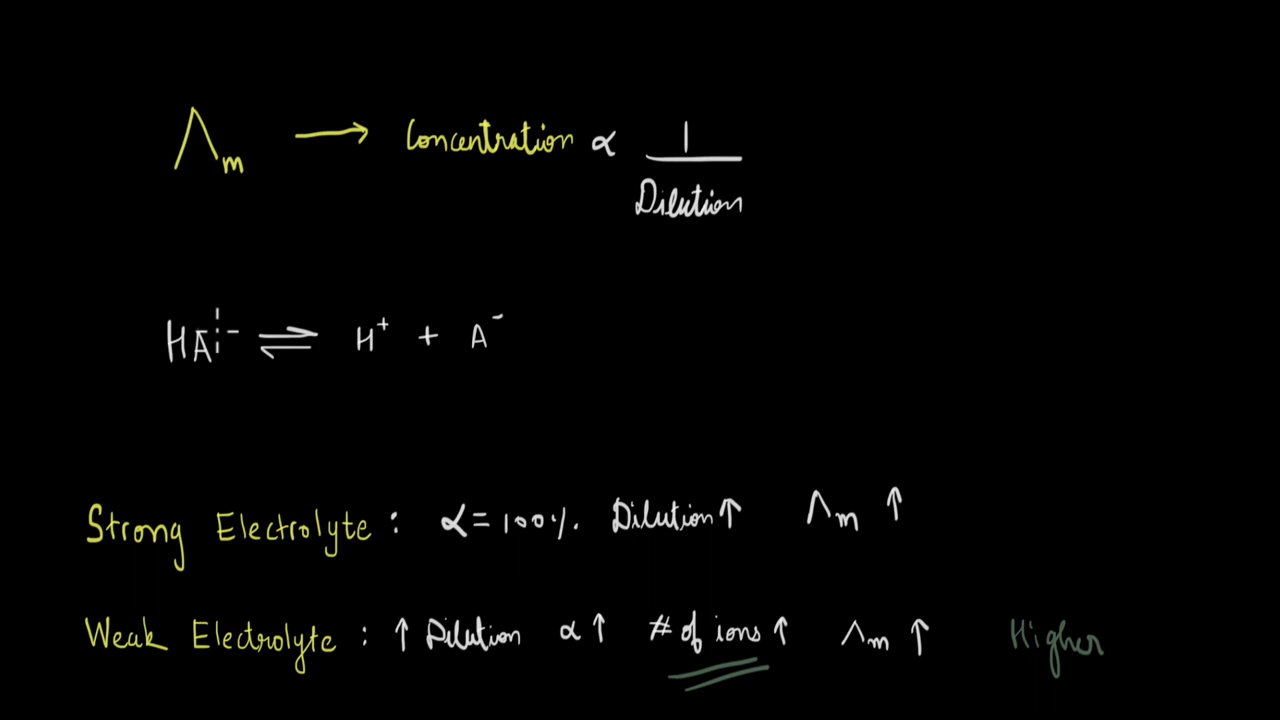 Λm → Concentration ∝ 1/Dilution
HA ⇌ H⁺ + A⁻
Strong Electrolyte : α = 100%. Dilution ↑ Λm ↑
Weak Electrolyte : ↑ Dilution α ↑ # of ions ↑ Λm ↑ Higher